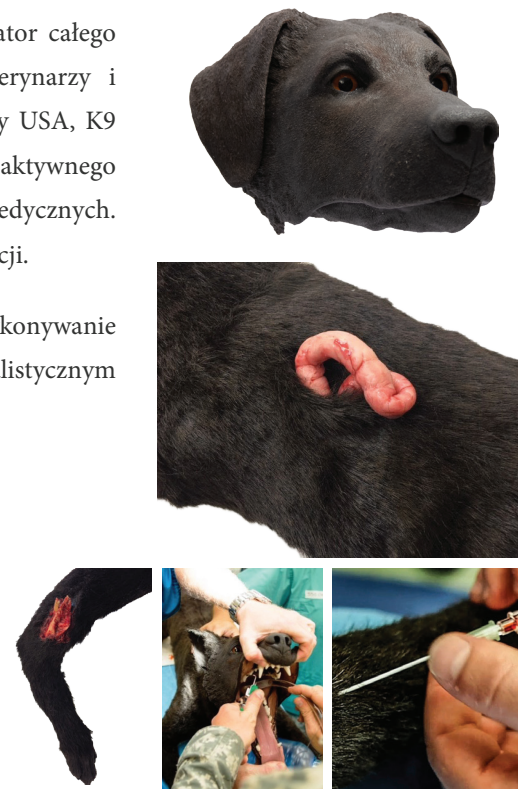 ator całego
erynarzy i
y USA, K9
aktywnego
edycznych.
cji.
konywanie
listycznym